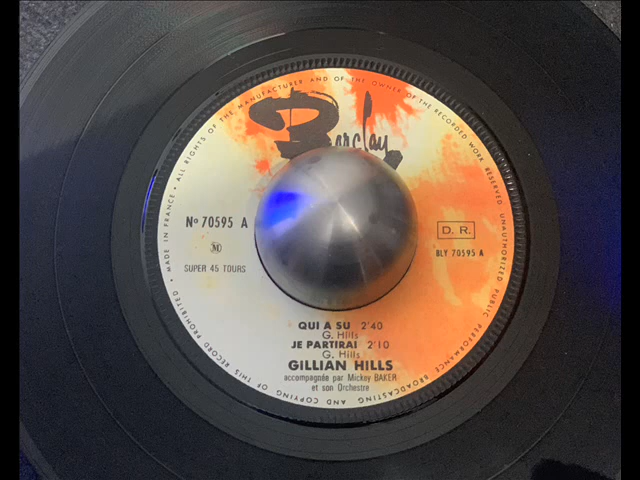 • MADE IN FRANCE • ALL RIGHTS OF THE MANUFACTURER AND OF THE OWNER OF THE RECORDED WORK RESERVED. UNAUTHORIZED PUBLIC PERFORMANCE BROADCASTING AND COPYING OF THIS RECORD PROHIBITED
Barclay
Nº 70595 A
D. R.
M
BLY 70595 A
SUPER 45 TOURS
QUI A SU 2'40
G. Hills
JE PARTIRAI 2'10
G. Hills
GILLIAN HILLS
accompagnée par Mickey BAKER
et son Orchestre